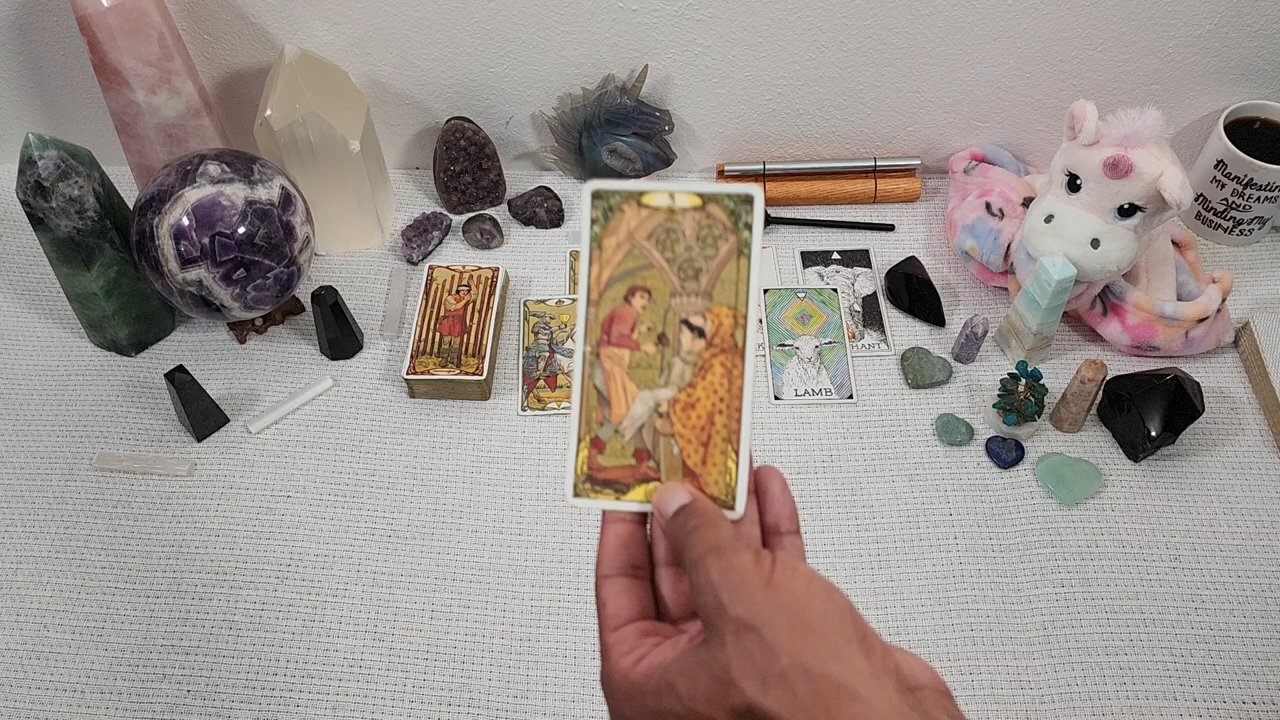 Manifesting
MY DREAMS
AND
Minding My
BUSINESS
HANT
LAMB